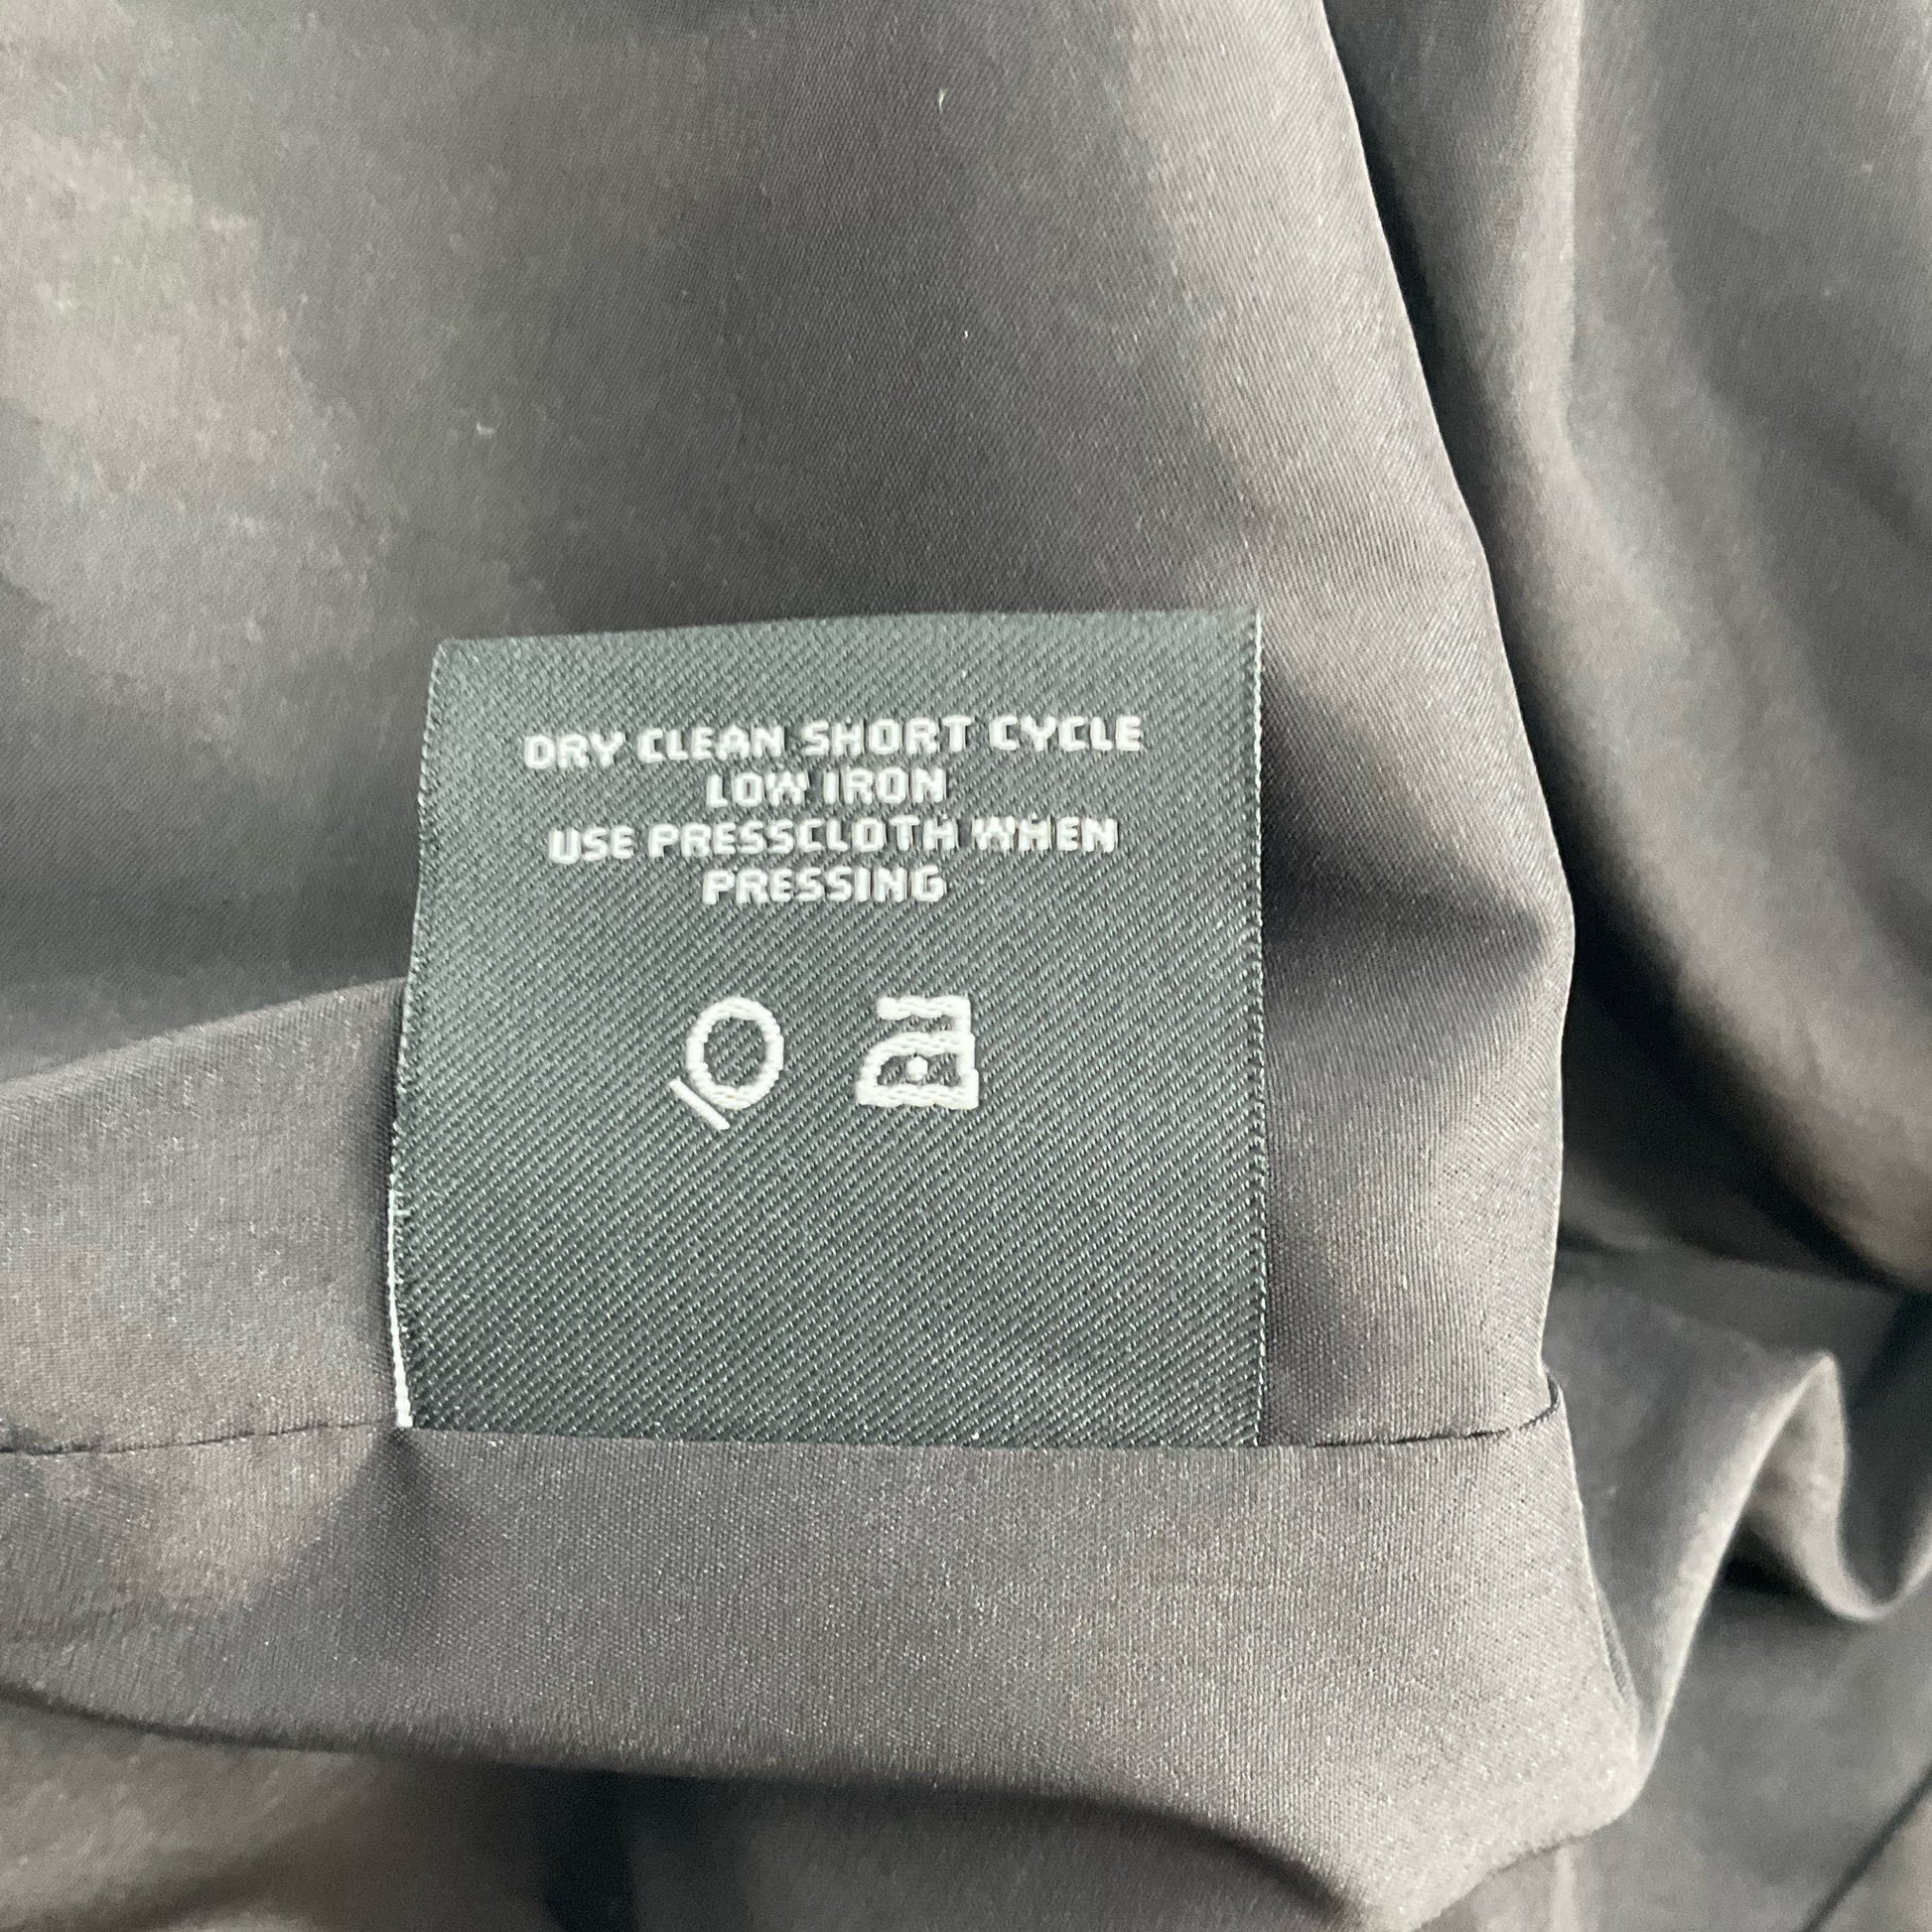 DRY CLEAN SHORT CYCLE
LOW IRON
USE PRESSCLOTH WHEN
PRESSING